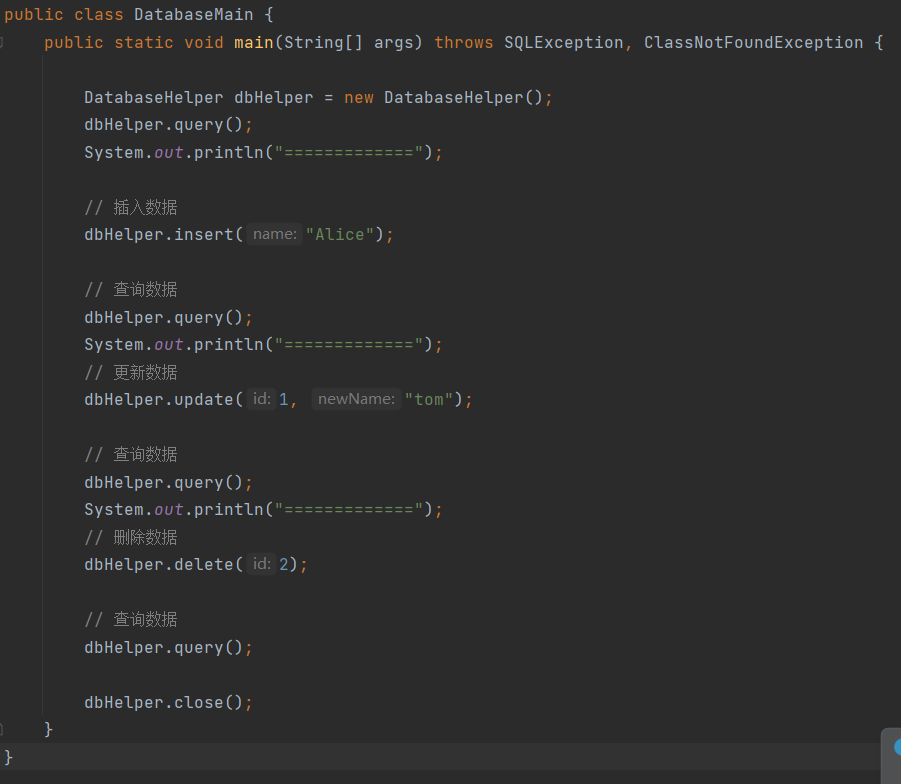 public class DatabaseMain {
public static void main(String[] args) throws SQLException, ClassNotFoundException {
DatabaseHelper dbHelper = new DatabaseHelper();
dbHelper.query();
System.out.println("=============");
// 插入数据
dbHelper.insert( name: "Alice");
// 查询数据
dbHelper.query();
System.out.println("=============");
// 更新数据
dbHelper.update( id: 1, newName: "tom");
// 查询数据
dbHelper.query();
System.out.println("=============");
// 删除数据
dbHelper.delete( id: 2);
// 查询数据
dbHelper.query();
dbHelper.close();
}
}